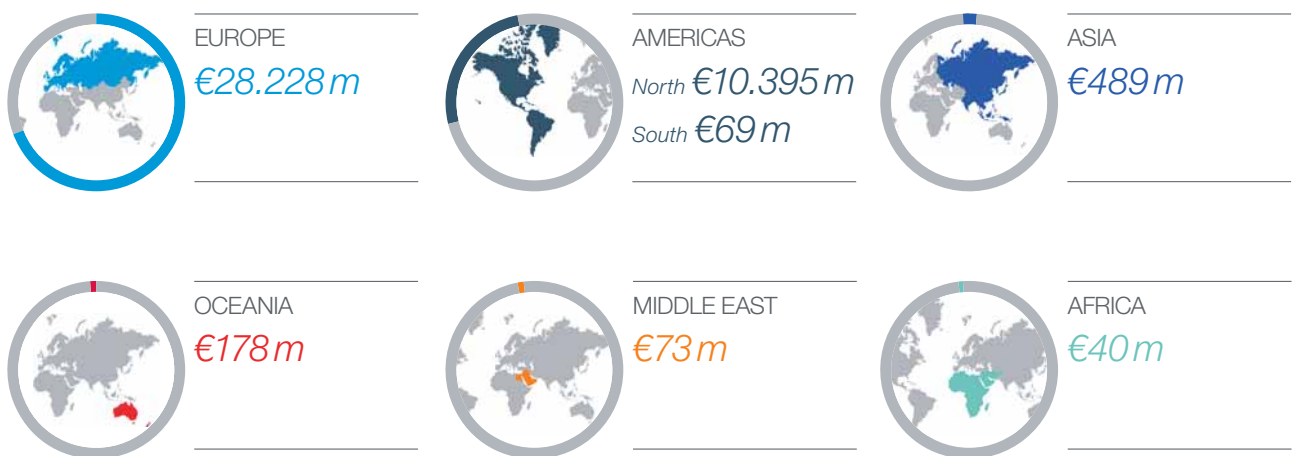 EUROPE
€28.228 m
AMERICAS
North €10.395 m
South €69 m
ASIA
€489 m
OCEANIA
€178 m
MIDDLE EAST
€73 m
AFRICA
€40 m